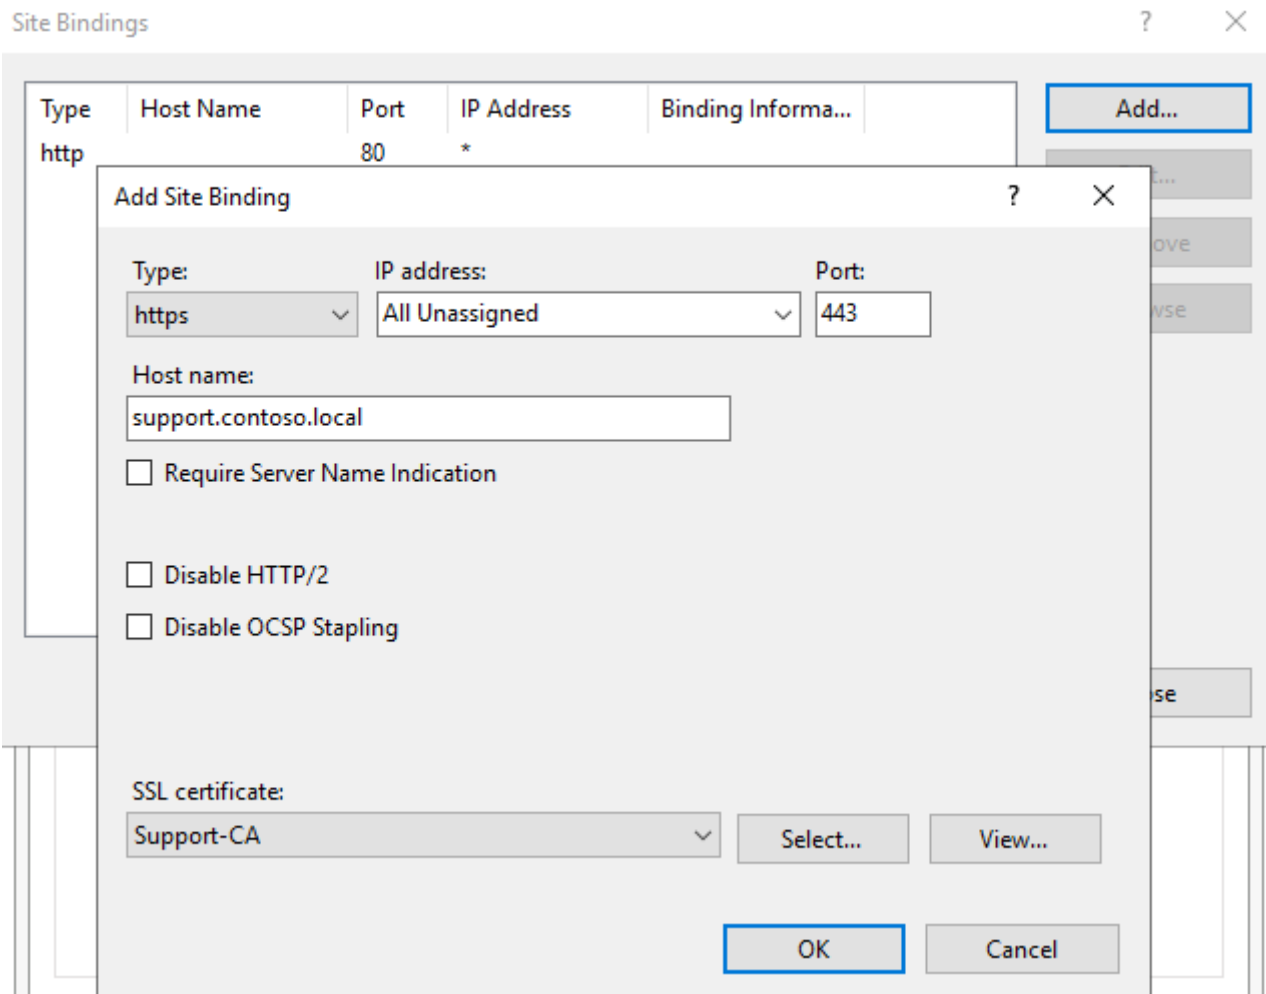 Site Bindings ?
Type Host Name Port IP Address Binding Informa... Add...
http 80 *
Add Site Binding ?
Type: IP address: Port:
https All Unassigned 443
Host name:
support.contoso.local
Require Server Name Indication
Disable HTTP/2
Disable OCSP Stapling
SSL certificate:
Support-CA Select... View...
OK Cancel